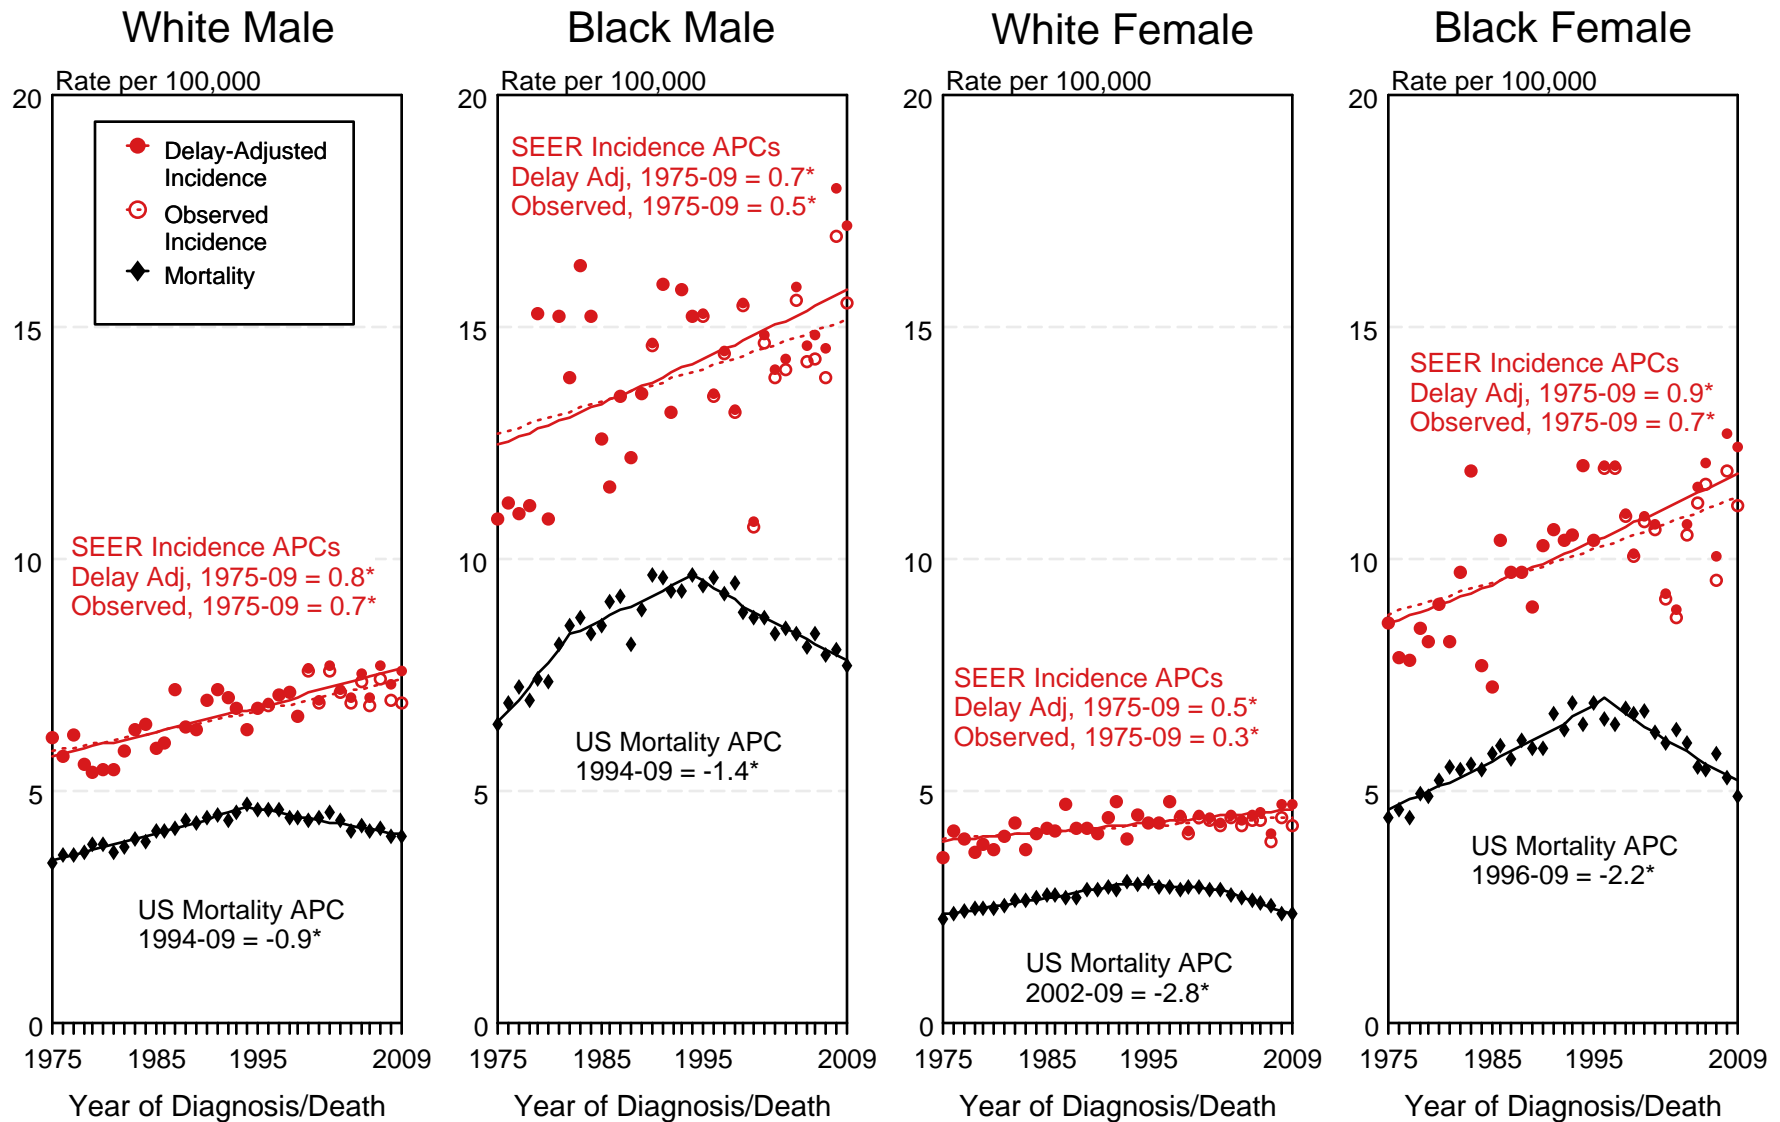 White Male
Rate per 100,000
20
15
10
5
0
Delay-Adjusted
Incidence
Observed
Incidence
Mortality
SEER Incidence APCs
Delay Adj, 1975-09 = 0.8*
Observed, 1975-09 = 0.7*
US Mortality APC
1994-09 = -0.9*
1975 1985 1995 2009
Year of Diagnosis/Death
Black Male
Rate per 100,000
20
15
10
5
0
SEER Incidence APCs
Delay Adj, 1975-09 = 0.7*
Observed, 1975-09 = 0.5*
US Mortality APC
1994-09 = -1.4*
1975 1985 1995 2009
Year of Diagnosis/Death
White Female
Rate per 100,000
20
15
10
5
0
SEER Incidence APCs
Delay Adj, 1975-09 = 0.5*
Observed, 1975-09 = 0.3*
US Mortality APC
2002-09 = -2.8*
1975 1985 1995 2009
Year of Diagnosis/Death
Black Female
Rate per 100,000
20
15
10
5
0
SEER Incidence APCs
Delay Adj, 1975-09 = 0.9*
Observed, 1975-09 = 0.7*
US Mortality APC
1996-09 = -2.2*
1975 1985 1995 2009
Year of Diagnosis/Death